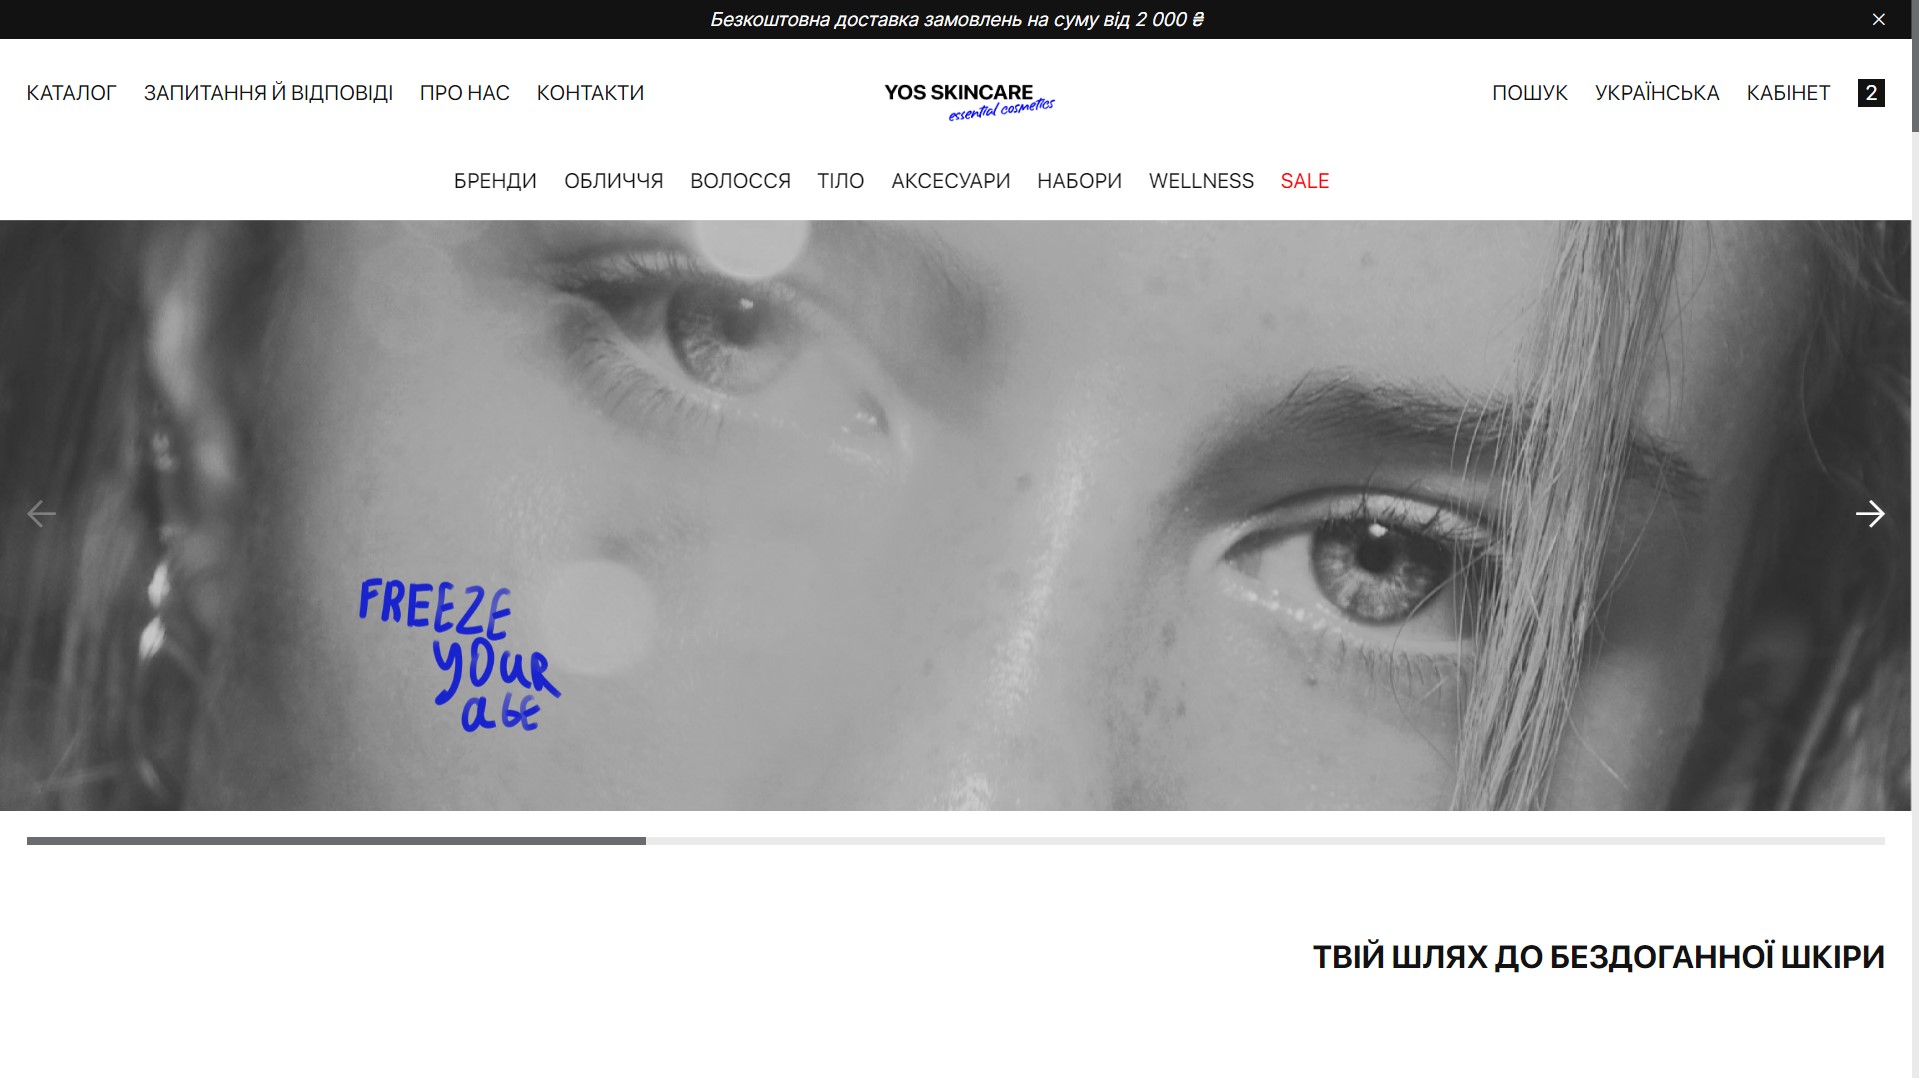 Безкоштовна доставка замовлень на суму від 2 000 ₴
КАТАЛОГ ЗАПИТАННЯ Й ВІДПОВІДІ ПРО НАС КОНТАКТИ
YOS SKINCARE
essential cosmetics
ПОШУК УКРАЇНСЬКА КАБІНЕТ 2
БРЕНДИ ОБЛИЧЧЯ ВОЛОССЯ ТІЛО АКСЕСУАРИ НАБОРИ WELLNESS SALE
FREEZE
YOUR
aGE
ТВІЙ ШЛЯХ ДО БЕЗДОГАННОЇ ШКІРИ